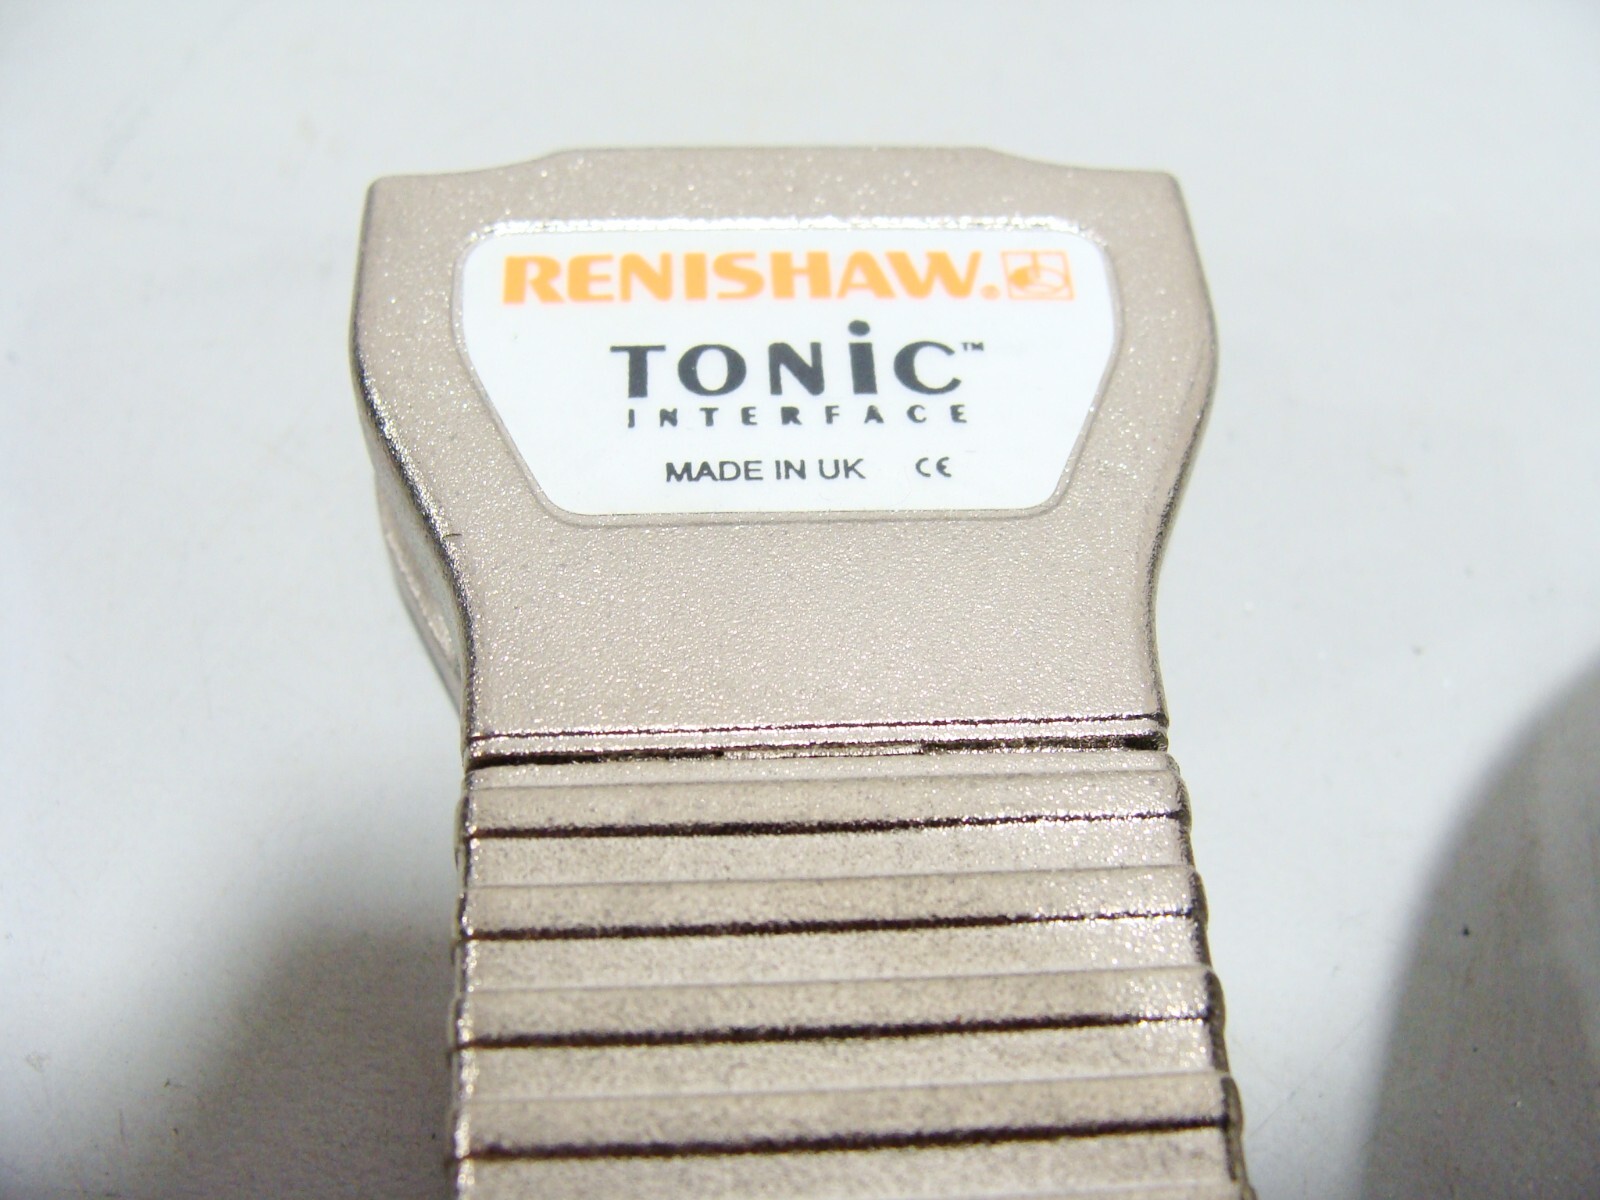 RENISHAW.
TONiC™
INTERFACE
MADE IN UK CE